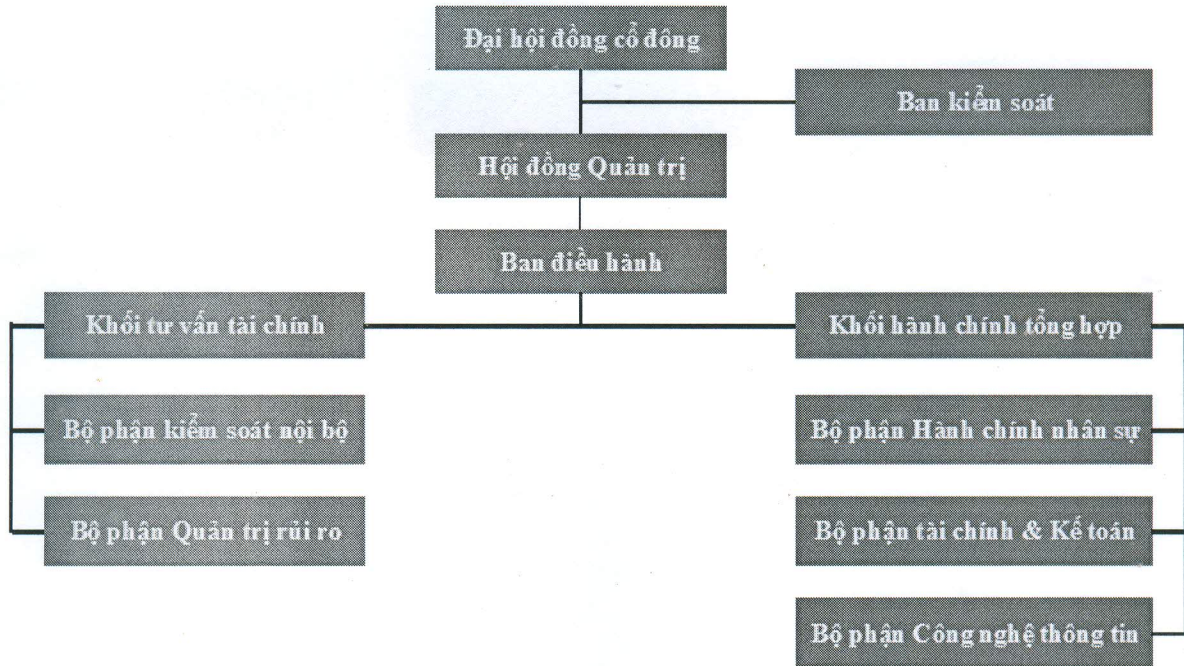 Đại hội đồng cổ đông
Ban kiểm soát
Hội đồng Quản trị
Ban điều hành
Khối tư vấn tài chính
Khối hành chính tổng hợp
Bộ phận kiểm soát nội bộ
Bộ phận Hành chính nhân sự
Bộ phận Quản trị rủi ro
Bộ phận tài chính & Kế toán
Bộ phận Công nghệ thông tin